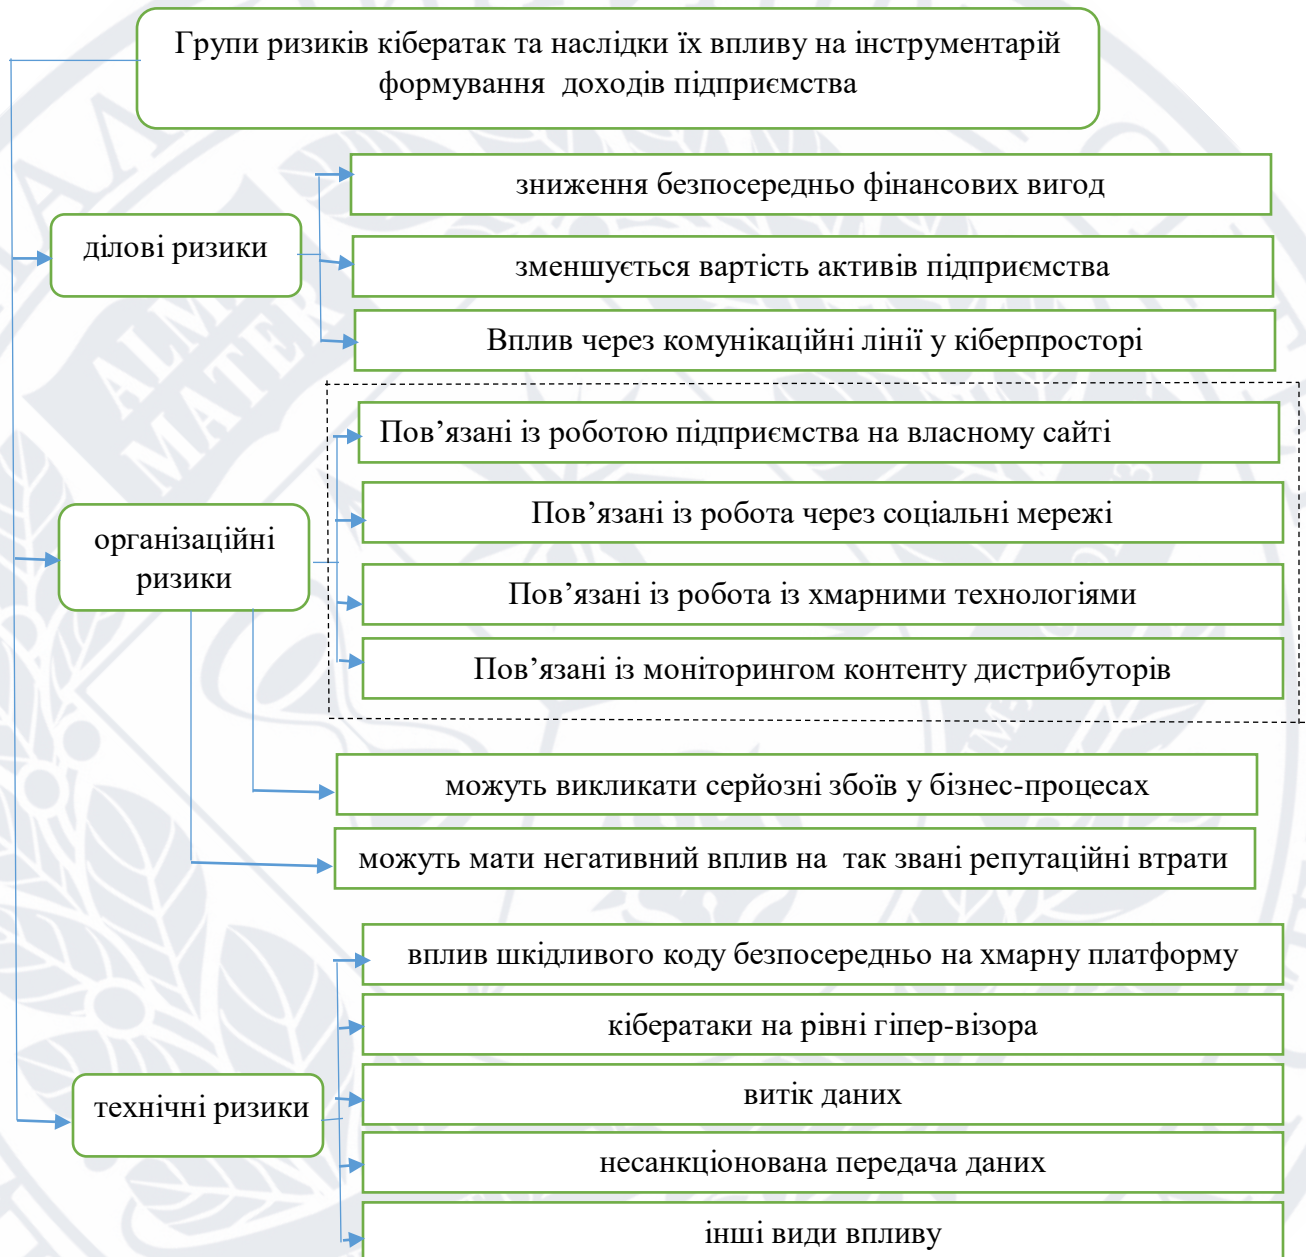 Групи ризиків кібератак та наслідки їх впливу на інструментарій
формування доходів підприємства
ділові ризики
зниження безпосередньо фінансових вигод
зменшується вартість активів підприємства
Вплив через комунікаційні лінії у кіберпросторі
організаційні
ризики
Пов’язані із роботою підприємства на власному сайті
Пов’язані із робота через соціальні мережі
Пов’язані із робота із хмарними технологіями
Пов’язані із моніторингом контенту дистрибуторів
можуть викликати серйозні збоїв у бізнес-процесах
можуть мати негативний вплив на так звані репутаційні втрати
технічні ризики
вплив шкідливого коду безпосередньо на хмарну платформу
кібератаки на рівні гіпер-візора
витік даних
несанкціонована передача даних
інші види впливу
ALMA
MATER